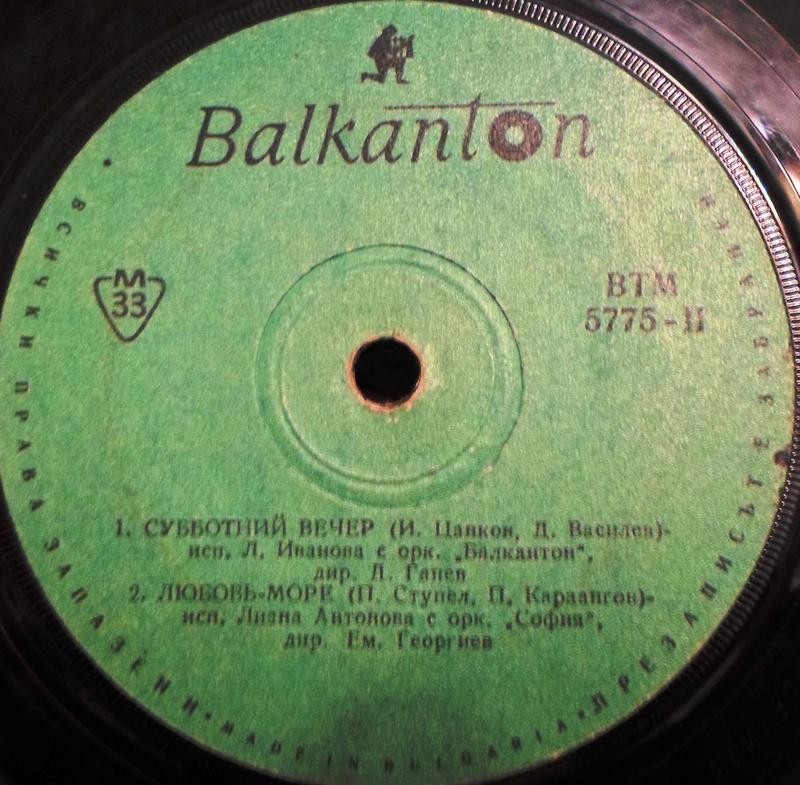 Balkanton
М
33
ВТМ
5775-II
1. СУББОТНИЙ ВЕЧЕР (И. Цанков, Д. Василев)-
исп. Л. Иванова с орк. „Балкантон“,
дир. Д. Ганев
2. ЛЮБОВЬ-МОРЕ (П. Ступел, П. Караангов)-
исп. Лиана Антонова с орк. „София“,
дир. Ем. Георгиев
ВСИЧКИ ПРАВА ЗАПАЗЕНИ • MADE IN BULGARIA • ПРЕЗАПИСЪТ Е ЗАБРАНЕН